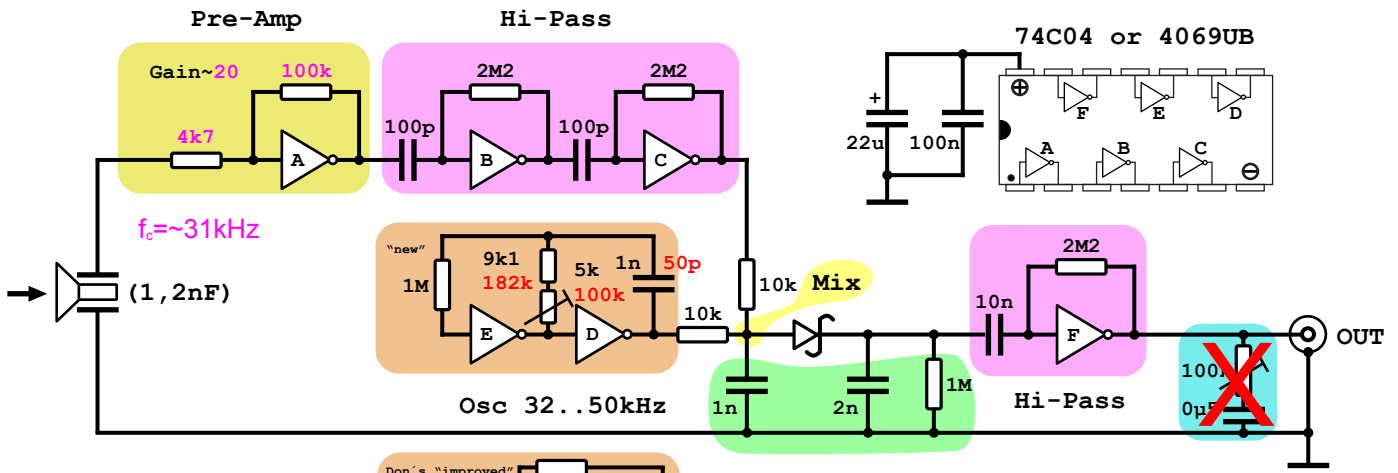 Pre-Amp
Hi-Pass
74C04 or 4069UB
Gain~20
100k
2M2
2M2
4k7
100p
100p
A
B
C
+
22u
100n
F
E
D
A
B
C
fc=~31kHz
"new"
9k1
182k
5k
100k
1n
50p
1M
E
D
10k
10k
Mix
(1,2nF)
2M2
10n
F
OUT
1n
2n
1M
Hi-Pass
Osc 32..50kHz
Don´s "improved"